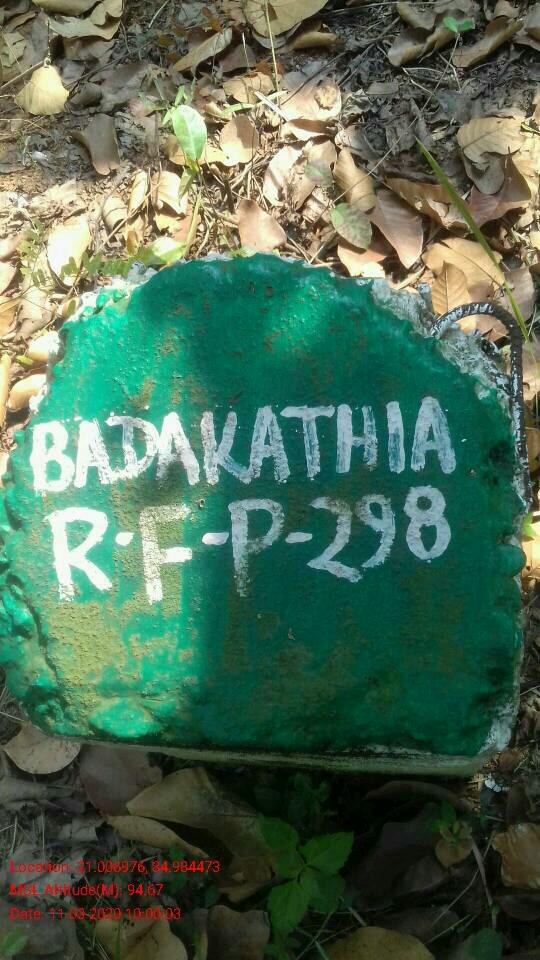 BADAKATHIA
R-F-P-298
Location: 21.006976, 84.984473
MSL Altitude(M): 94.67
Date: 11-03-2020 10:00:03